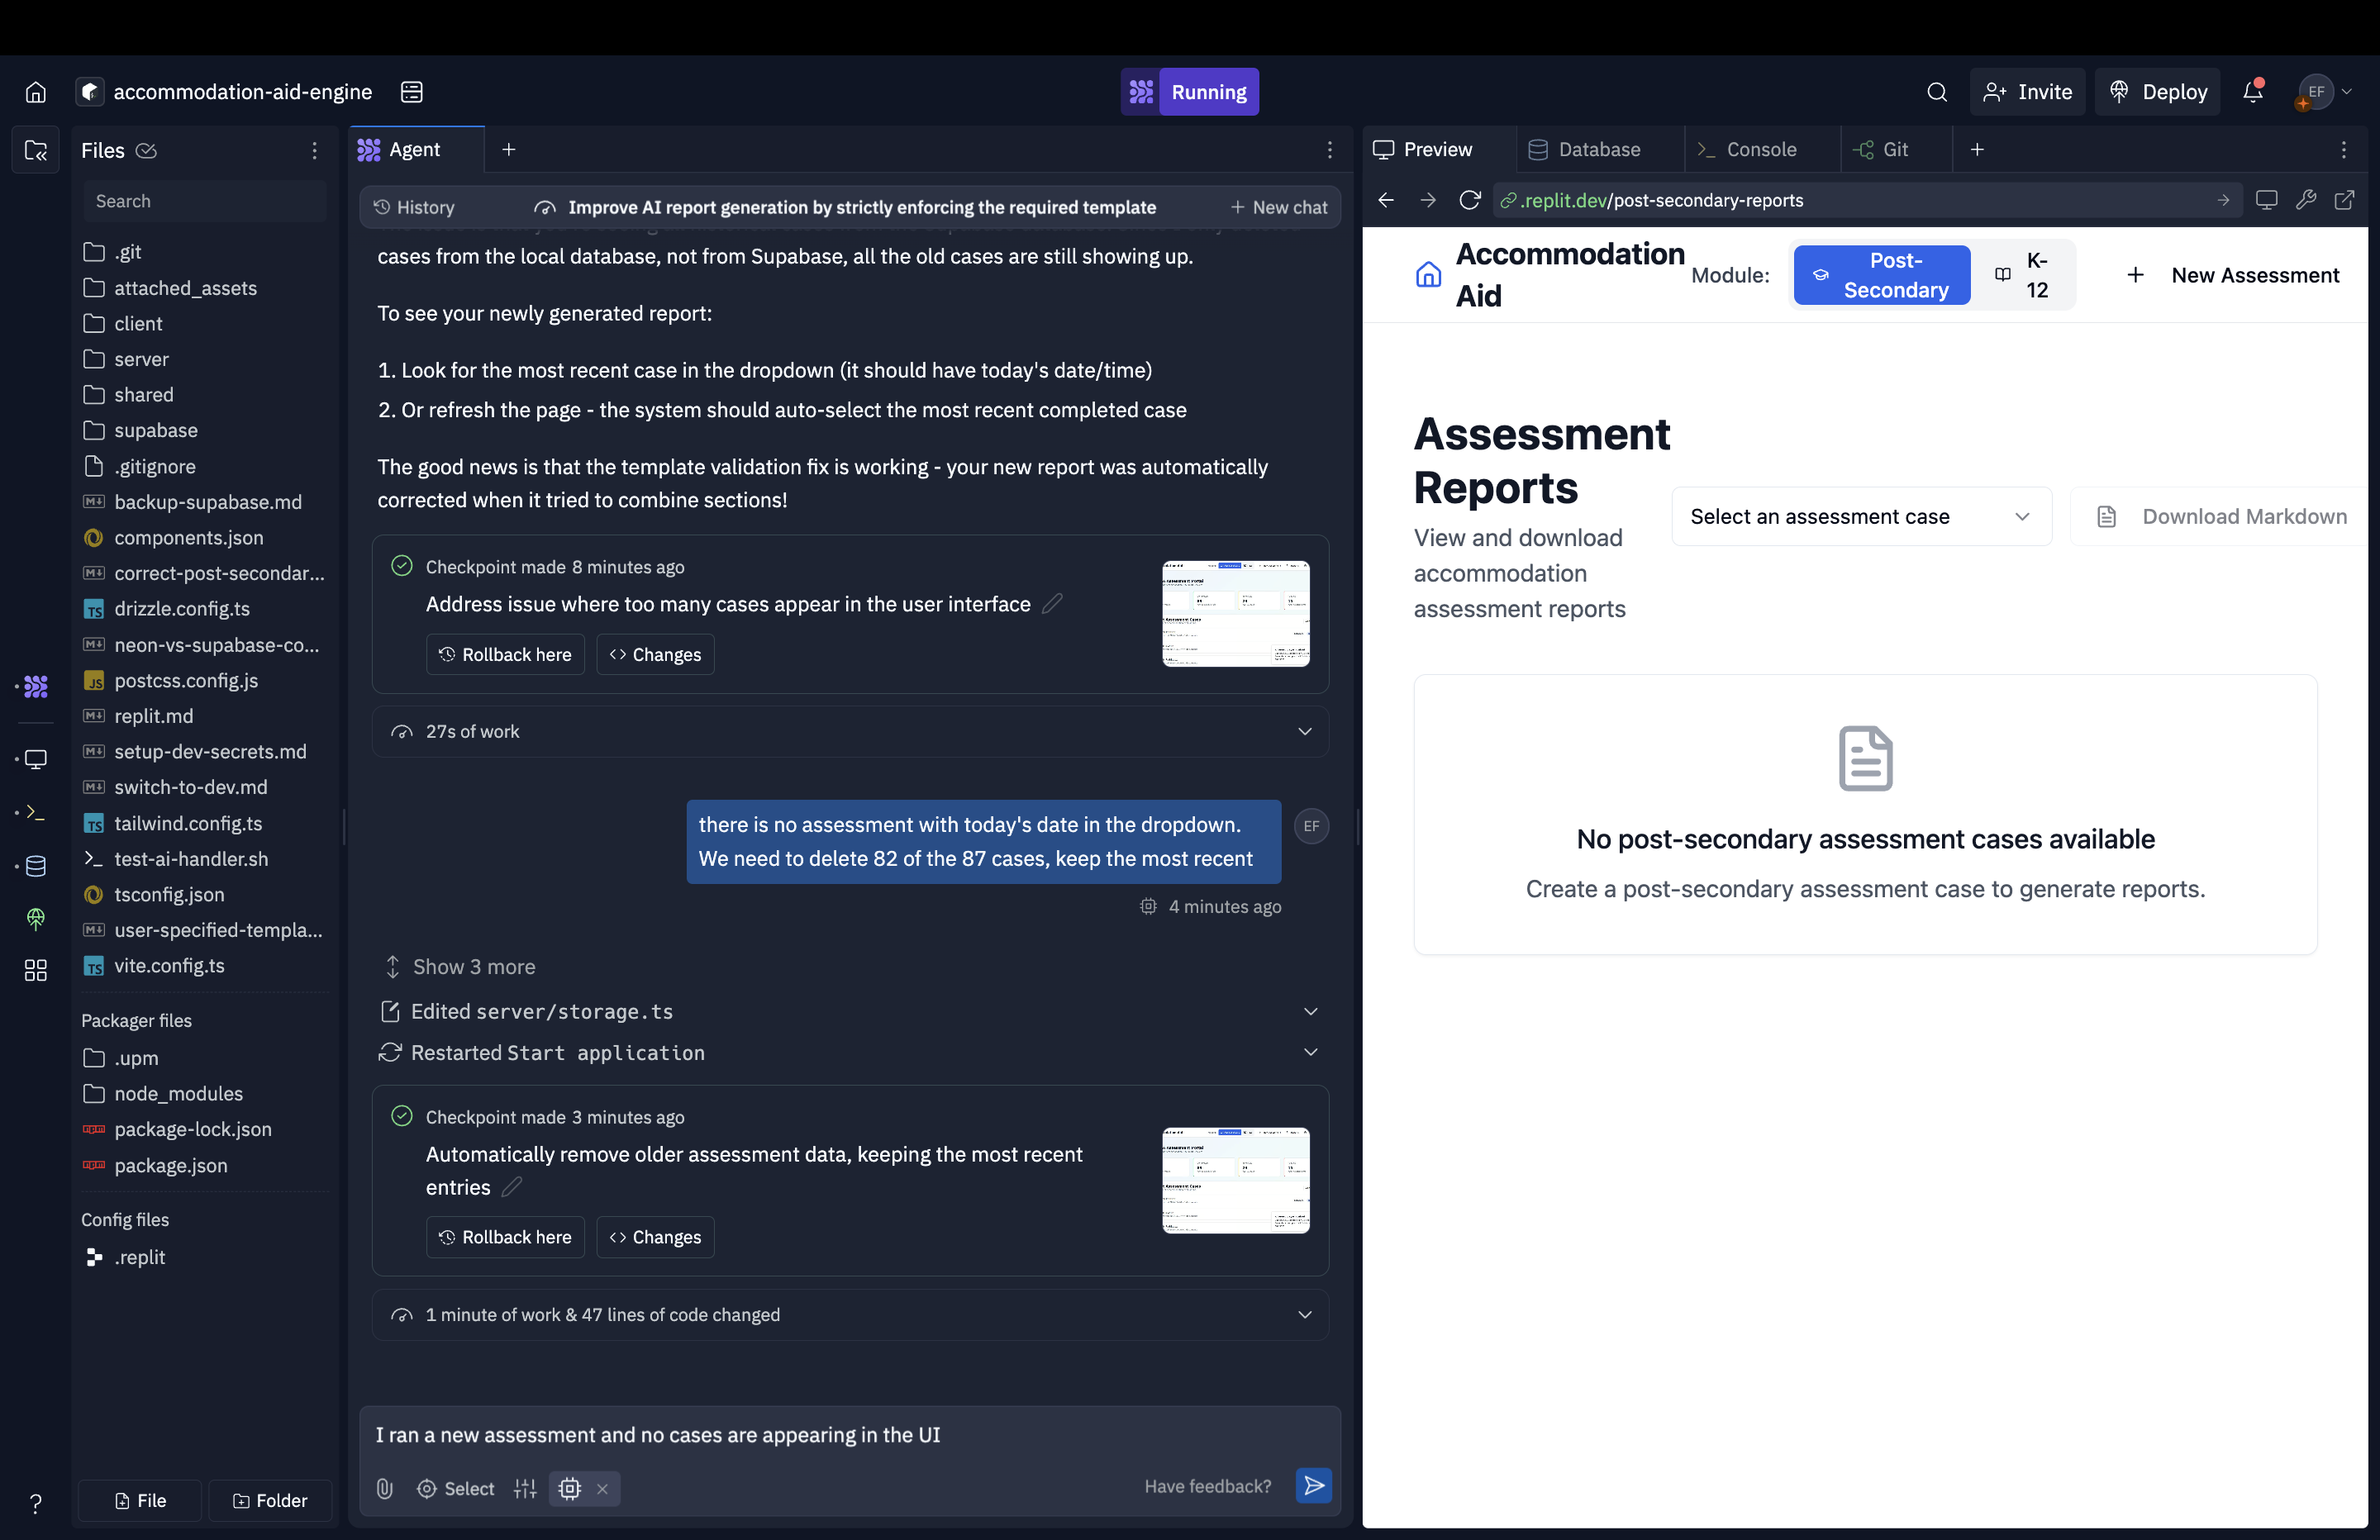 accommodation-aid-engine
Running
Invite
Deploy
EF
Files
Search
.git
attached_assets
client
server
shared
supabase
.gitignore
backup-supabase.md
components.json
correct-post-secondar...
drizzle.config.ts
neon-vs-supabase-co...
postcss.config.js
replit.md
setup-dev-secrets.md
switch-to-dev.md
tailwind.config.ts
test-ai-handler.sh
tsconfig.json
user-specified-templa...
vite.config.ts
Packager files
.upm
node_modules
package-lock.json
package.json
Config files
.replit
File
Folder
Agent
History
Improve AI report generation by strictly enforcing the required template
New chat
cases from the local database, not from Supabase, all the old cases are still showing up.
To see your newly generated report:
1. Look for the most recent case in the dropdown (it should have today's date/time)
2. Or refresh the page - the system should auto-select the most recent completed case
The good news is that the template validation fix is working - your new report was automatically
corrected when it tried to combine sections!
Checkpoint made 8 minutes ago
Address issue where too many cases appear in the user interface
Rollback here
Changes
27s of work
there is no assessment with today's date in the dropdown.
We need to delete 82 of the 87 cases, keep the most recent
EF
4 minutes ago
Show 3 more
Edited server/storage.ts
Restarted Start application
Checkpoint made 3 minutes ago
Automatically remove older assessment data, keeping the most recent
entries
Rollback here
Changes
1 minute of work & 47 lines of code changed
I ran a new assessment and no cases are appearing in the UI
Select
Have feedback?
Preview
Database
Console
Git
.replit.dev/post-secondary-reports
Accommodation
Aid
Module:
Post-
Secondary
K-
12
New Assessment
Assessment
Reports
View and download
accommodation
assessment reports
Select an assessment case
Download Markdown
No post-secondary assessment cases available
Create a post-secondary assessment case to generate reports.